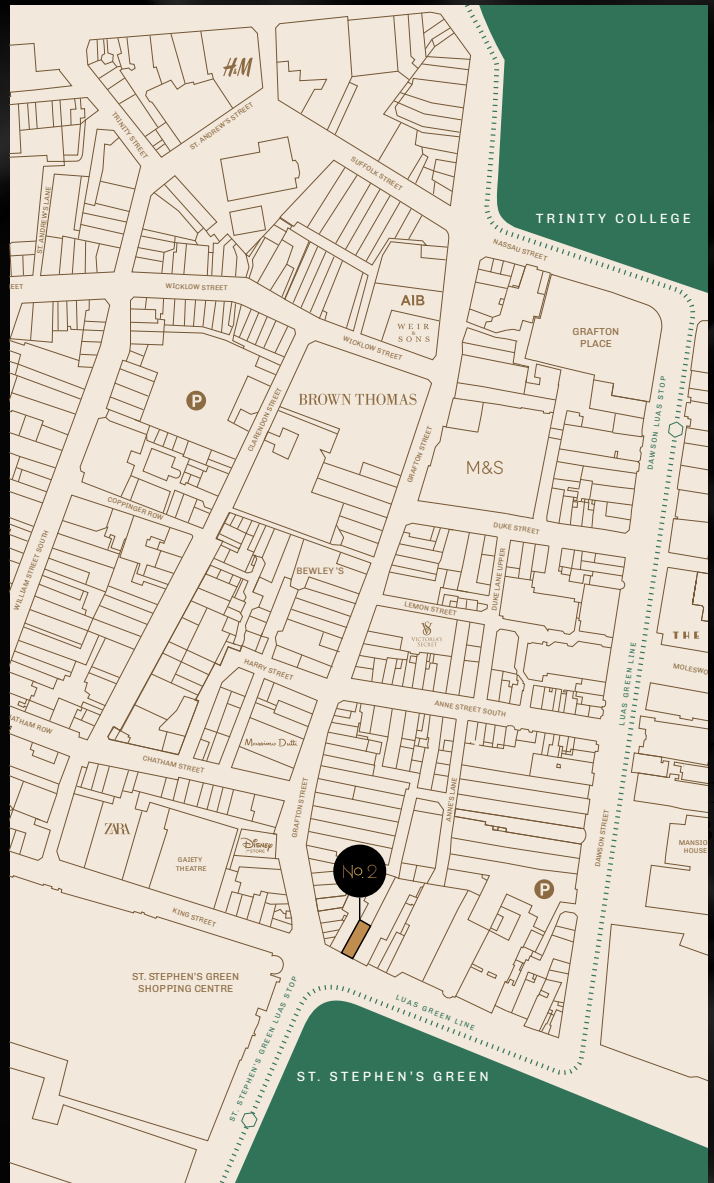 H&M
TRINITY STREET
ST. ANDREW'S STREET
SUFFOLK STREET
ST. ANDREW'S LANE
TRINITY COLLEGE
NASSAU STREET
EET
WICKLOW STREET
AIB
WEIR
&
SONS
GRAFTON
PLACE
WICKLOW STREET
BROWN THOMAS
P
CLARENDON STREET
GRAFTON STREET
DAWSON LUAS STOP
M&S
COPPINGER ROW
DUKE STREET
WILLIAM STREET SOUTH
BEWLEY'S
DUKE LANE UPPER
LEMON STREET
VS
VICTORIA'S
SECRET
THE
HARRY STREET
MOLESWO
LUAS GREEN LINE
ANNE STREET SOUTH
ATHAM ROW
Massimo Dutti
CHATHAM STREET
GRAFTON STREET
ANNE'S LANE
ZARA
DAWSON STREET
Disney
STORE
MANSIO
HOUSE
GAIETY
THEATRE
No. 2
P
KING STREET
ST. STEPHEN'S GREEN
SHOPPING CENTRE
LUAS GREEN LINE
ST. STEPHEN'S GREEN LUAS STOP
ST. STEPHEN'S GREEN